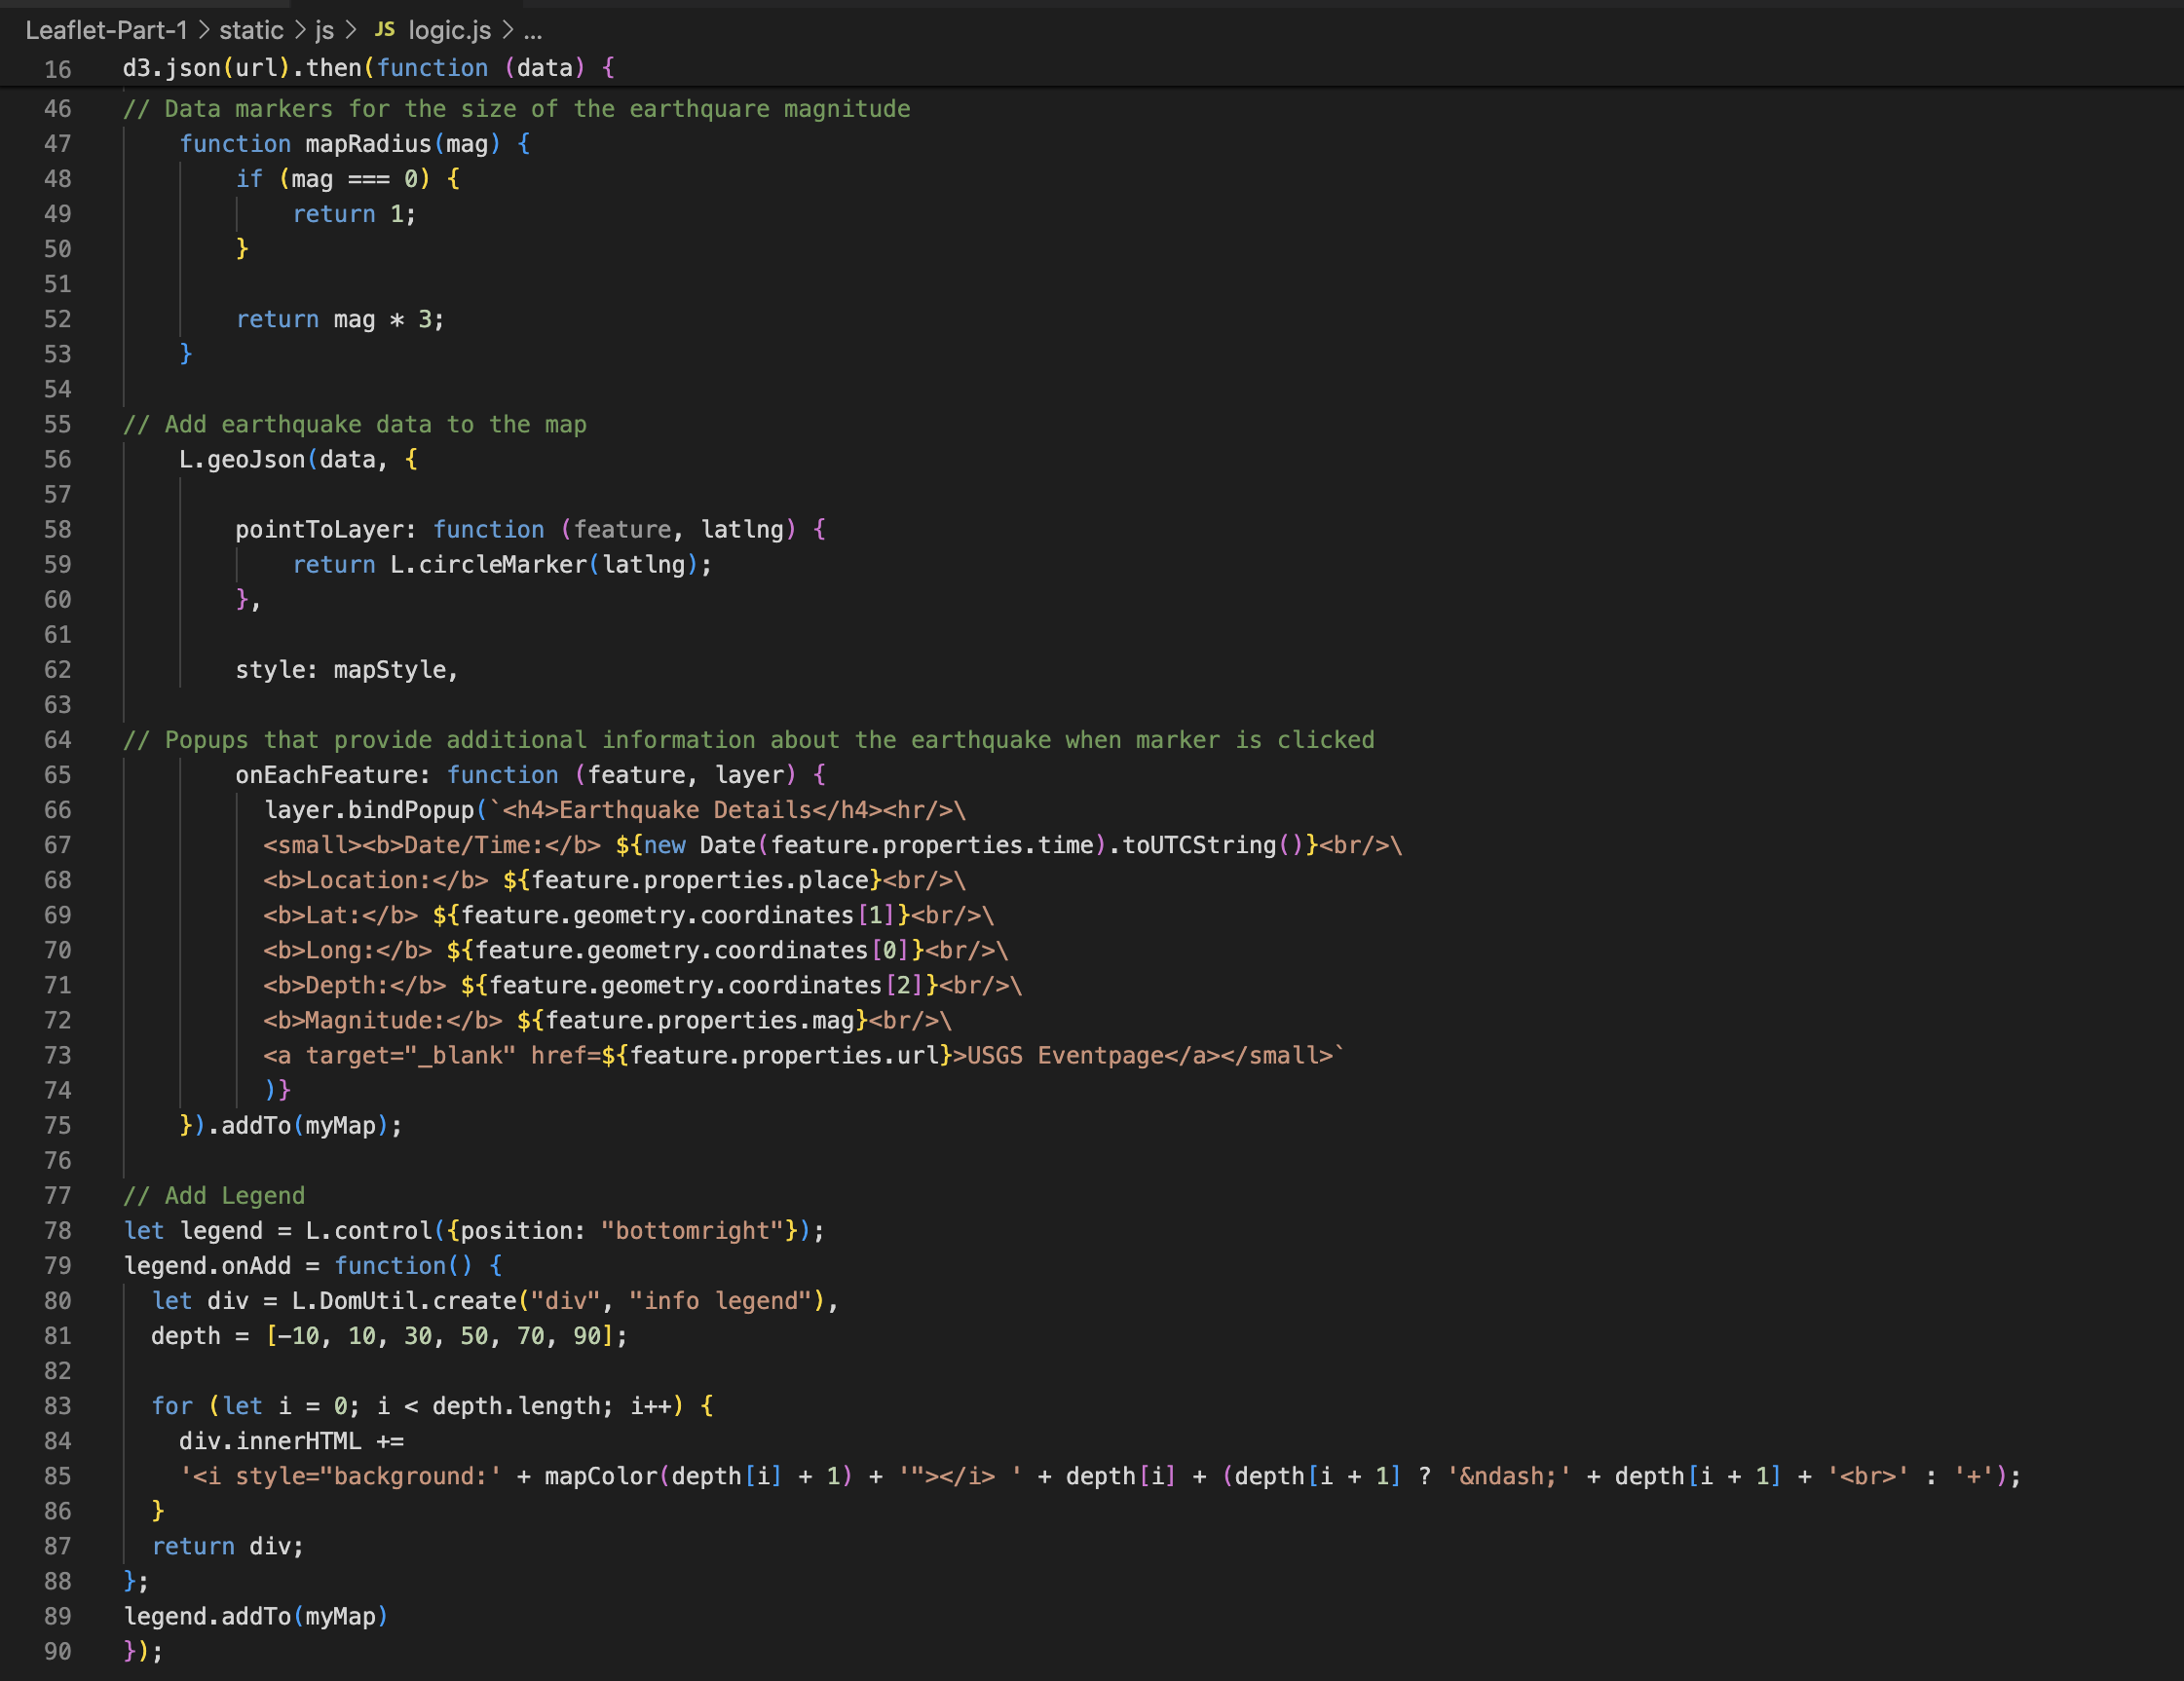 Leaflet-Part-1 > static > js > JS logic.js > ...
16 d3.json(url).then(function (data) {
46 // Data markers for the size of the earthquare magnitude
47 function mapRadius(mag) {
48 if (mag === 0) {
49 return 1;
50 }
51
52 return mag * 3;
53 }
54
55 // Add earthquake data to the map
56 L.geoJson(data, {
57
58 pointToLayer: function (feature, latlng) {
59 return L.circleMarker(latlng);
60 },
61
62 style: mapStyle,
63
64 // Popups that provide additional information about the earthquake when marker is clicked
65 onEachFeature: function (feature, layer) {
66 layer.bindPopup(`<h4>Earthquake Details</h4><hr/>\
67 <small><b>Date/Time:</b> ${new Date(feature.properties.time).toUTCString()}<br/>\
68 <b>Location:</b> ${feature.properties.place}<br/>\
69 <b>Lat:</b> ${feature.geometry.coordinates[1]}<br/>\
70 <b>Long:</b> ${feature.geometry.coordinates[0]}<br/>\
71 <b>Depth:</b> ${feature.geometry.coordinates[2]}<br/>\
72 <b>Magnitude:</b> ${feature.properties.mag}<br/>\
73 <a target="_blank" href=${feature.properties.url}>USGS Eventpage</a></small>`
74 )}
75 }).addTo(myMap);
76
77 // Add Legend
78 let legend = L.control({position: "bottomright"});
79 legend.onAdd = function() {
80 let div = L.DomUtil.create("div", "info legend"),
81 depth = [-10, 10, 30, 50, 70, 90];
82
83 for (let i = 0; i < depth.length; i++) {
84 div.innerHTML +=
85 '<i style="background:' + mapColor(depth[i] + 1) + '"></i> ' + depth[i] + (depth[i + 1] ? '&ndash;' + depth[i + 1] + '<br>' : '+');
86 }
87 return div;
88 };
89 legend.addTo(myMap)
90 });